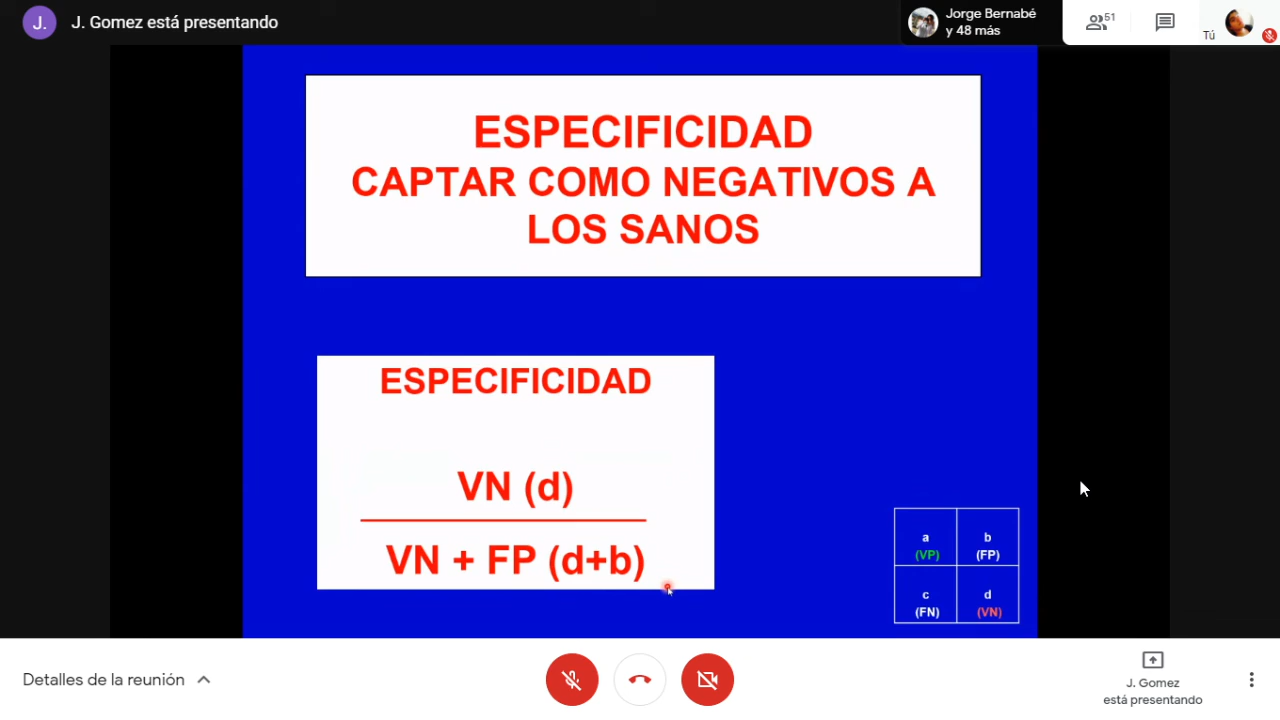 J.
J. Gomez está presentando
Jorge Bernabé
y 48 más
51
Tú
ESPECIFICIDAD
CAPTAR COMO NEGATIVOS A
LOS SANOS
ESPECIFICIDAD
VN (d)
VN + FP (d+b)
a
(VP)
b
(FP)
c
(FN)
d
(VN)
Detalles de la reunión
J. Gomez
está presentando